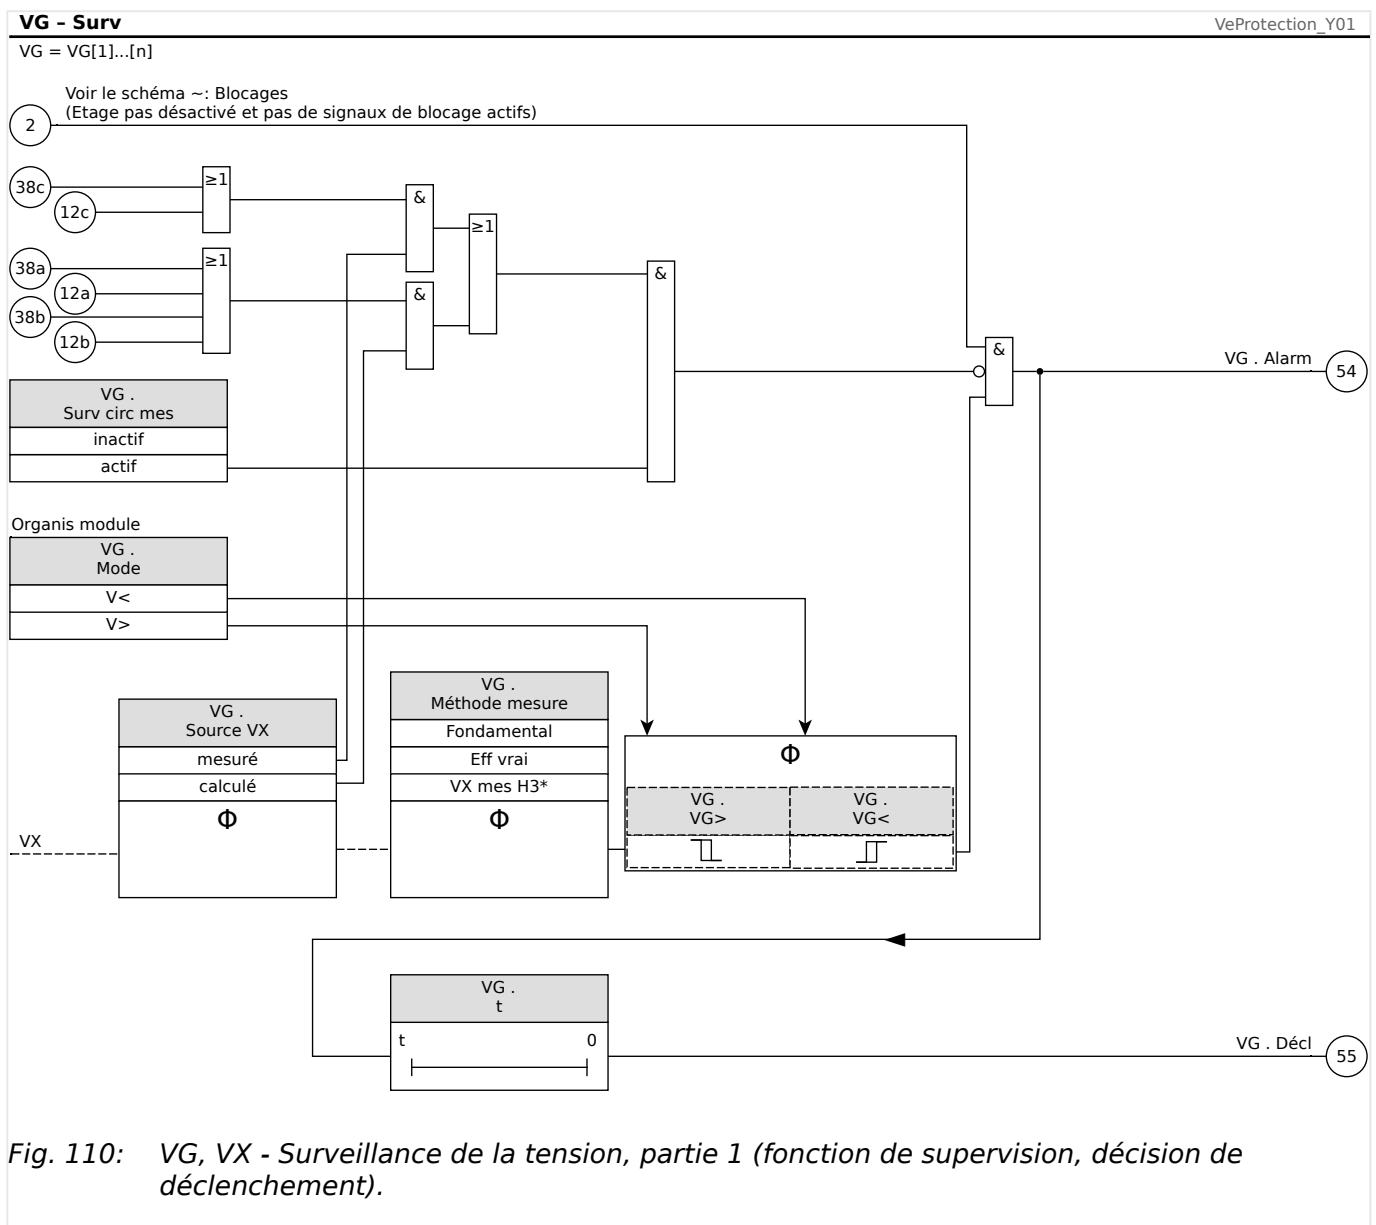 VG – Surv
VeProtection_Y01
VG = VG[1]...[n]
Voir le schéma ~: Blocages
(Etage pas désactivé et pas de signaux de blocage actifs)
2
38c
12c
≥1
&
≥1
38a
12a
38b
12b
≥1
&
&
&
VG . Alarm
54
VG .
Surv circ mes
inactif
actif
Organis module
VG .
Mode
V<
V>
VG .
Source VX
mesuré
calculé
Φ
VX
VG .
Méthode mesure
Fondamental
Eff vrai
VX mes H3*
Φ
Φ
VG .
VG>
VG .
VG<
VG .
t
t
0
VG . Décl
55
Fig. 110: VG, VX - Surveillance de la tension, partie 1 (fonction de supervision, décision de
déclenchement).